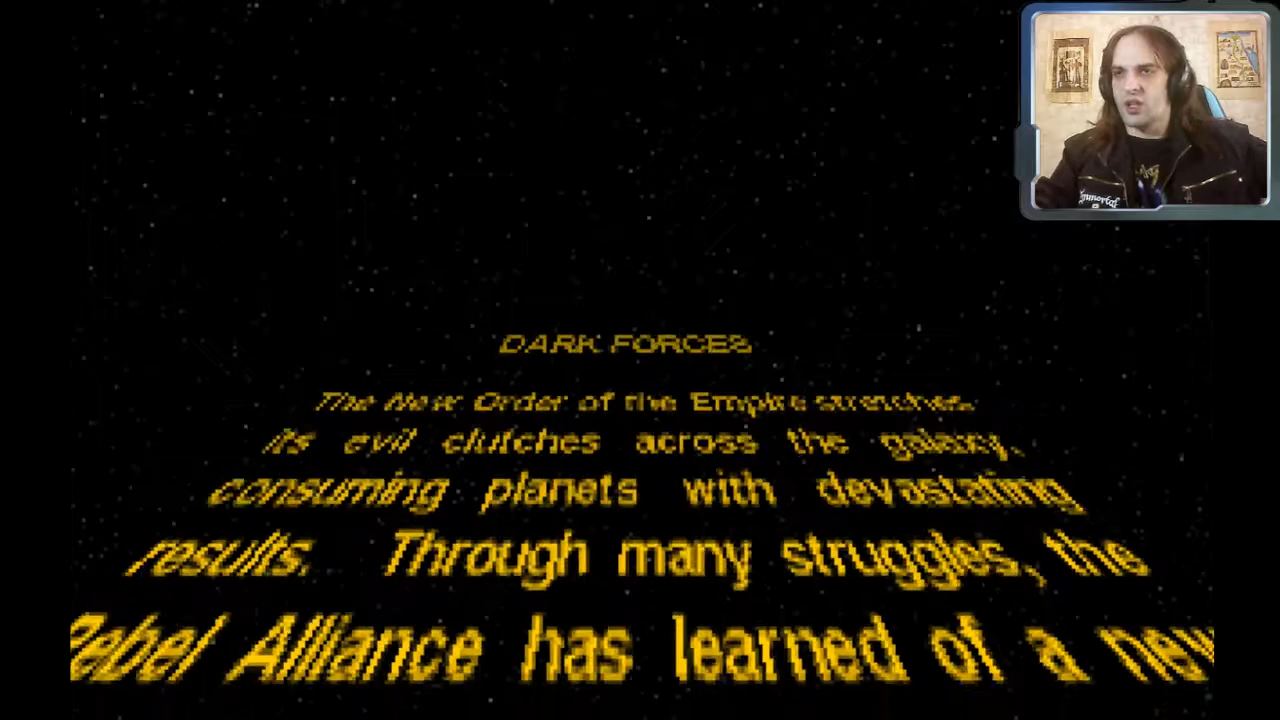 DARK FORCES
The New Order of the Empire stretches
its evil clutches across the galaxy,
consuming planets with devastating
results. Through many struggles, the
Rebel Alliance has learned of a new
Immortal